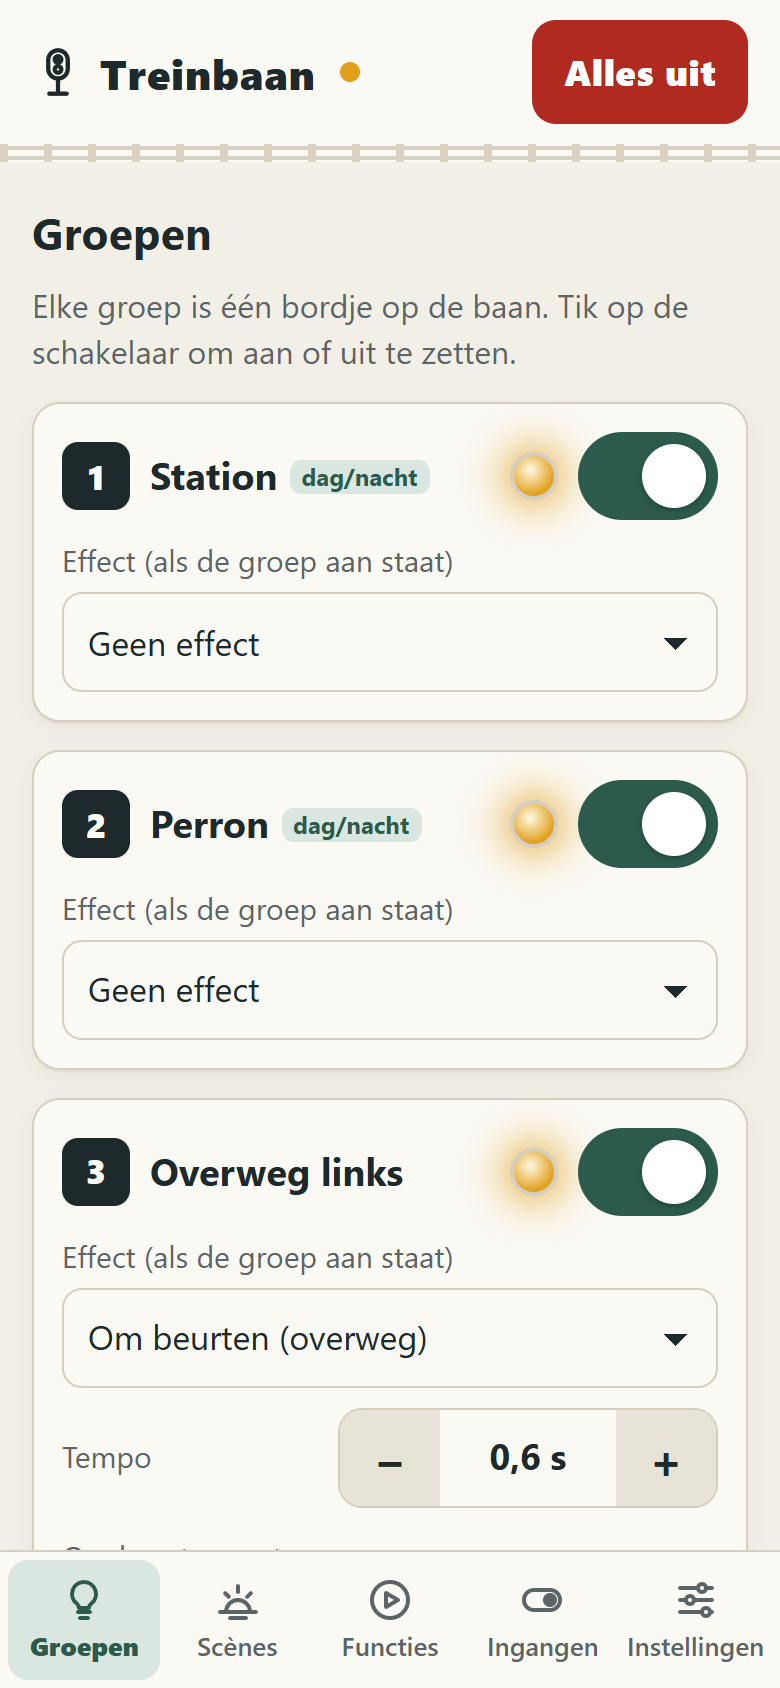 Treinbaan
Alles uit
Groepen
Elke groep is één bordje op de baan. Tik op de
schakelaar om aan of uit te zetten.
1 Station dag/nacht
Effect (als de groep aan staat)
Geen effect
2 Perron dag/nacht
Effect (als de groep aan staat)
Geen effect
3 Overweg links
Effect (als de groep aan staat)
Om beurten (overweg)
Tempo − 0,6 s +
Groepen
Scènes
Functies
Ingangen
Instellingen